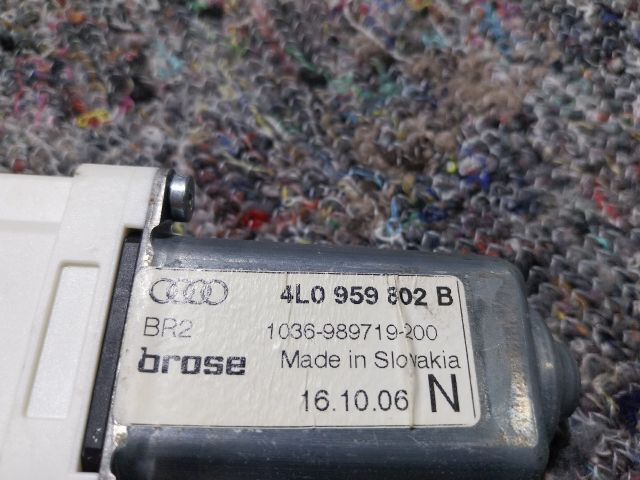 4L0 959 802 B
BR2 1036-989719-200
brose Made in Slovakia
16.10.06 N